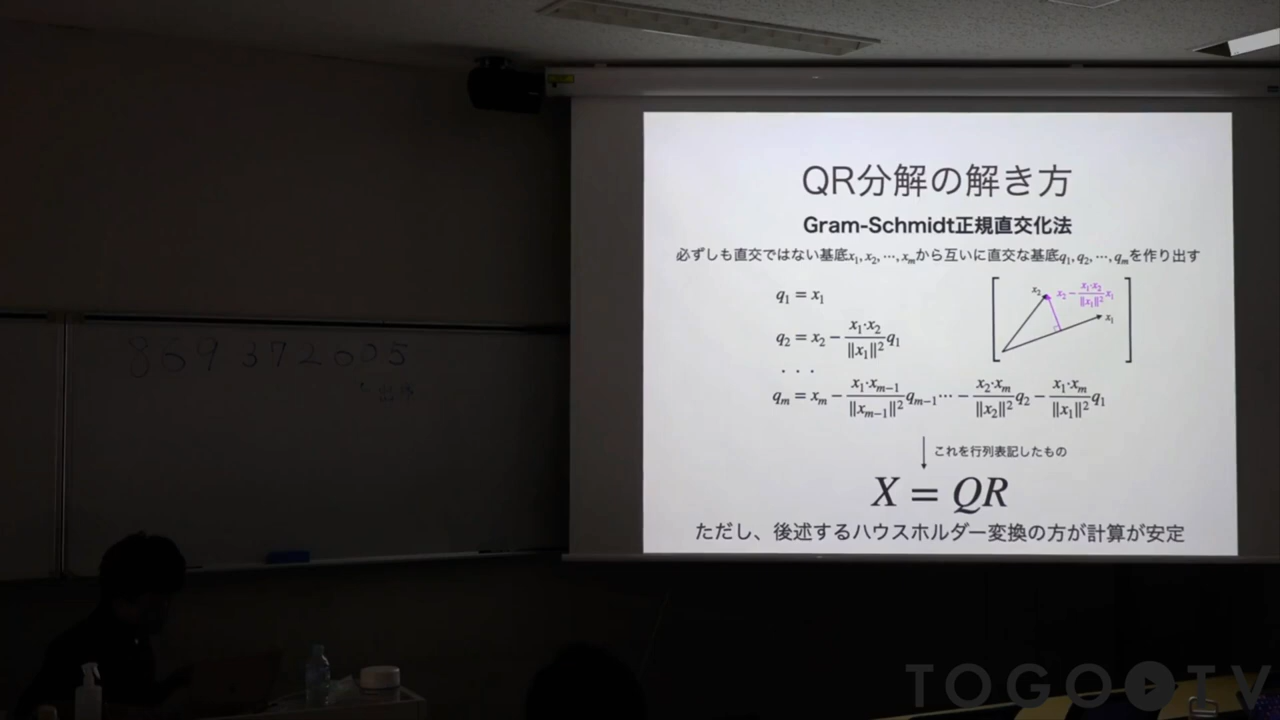 QR分解の解き方
Gram-Schmidt正規直交化法
必ずしも直交ではない基底x₁, x₂, ⋯, xₘから互いに直交な基底q₁, q₂, ⋯, qₘを作り出す
q₁ = x₁
q₂ = x₂ − (x₁·x₂)/||x₁||² q₁
x₂ x₂ − (x₁·x₂)/||x₁||² x₁
x₁
· · ·
qₘ = xₘ − (x₁·xₘ₋₁)/||xₘ₋₁||² qₘ₋₁ ⋯ − (x₂·xₘ)/||x₂||² q₂ − (x₁·xₘ)/||x₁||² q₁
これを行列表記したもの
X = QR
ただし、後述するハウスホルダー変換の方が計算が安定
869 372 005
TOGO TV